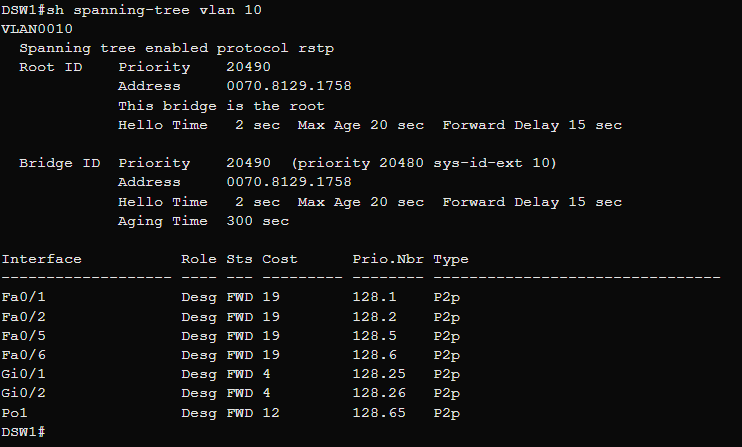 DSW1#sh spanning-tree vlan 10
VLAN0010
  Spanning tree enabled protocol rstp
  Root ID    Priority    20490
             Address     0070.8129.1758
             This bridge is the root
             Hello Time   2 sec  Max Age 20 sec  Forward Delay 15 sec

  Bridge ID  Priority    20490  (priority 20480 sys-id-ext 10)
             Address     0070.8129.1758
             Hello Time   2 sec  Max Age 20 sec  Forward Delay 15 sec
             Aging Time  300 sec

Interface           Role Sts Cost      Prio.Nbr Type
------------------- ---- --- --------- -------- --------------------------------
Fa0/1               Desg FWD 19        128.1    P2p
Fa0/2               Desg FWD 19        128.2    P2p
Fa0/5               Desg FWD 19        128.5    P2p
Fa0/6               Desg FWD 19        128.6    P2p
Gi0/1               Desg FWD 4         128.25   P2p
Gi0/2               Desg FWD 4         128.26   P2p
Po1                 Desg FWD 12        128.65   P2p
DSW1#